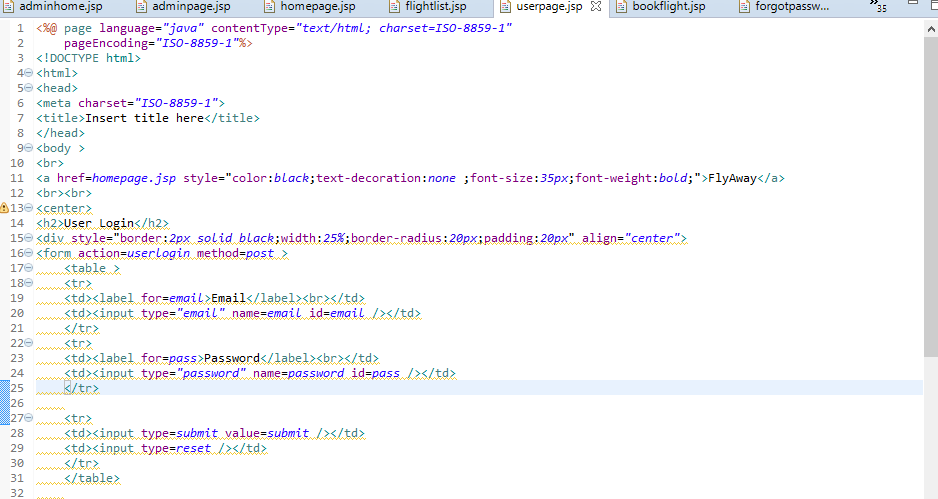 adminhome.jsp adminpage.jsp homepage.jsp flightlist.jsp userpage.jsp bookflight.jsp forgotpassw... »35
1 <%@ page language="java" contentType="text/html; charset=ISO-8859-1"
2     pageEncoding="ISO-8859-1"%>
3 <!DOCTYPE html>
4 <html>
5 <head>
6 <meta charset="ISO-8859-1">
7 <title>Insert title here</title>
8 </head>
9 <body >
10 <br>
11 <a href=homepage.jsp style="color:black;text-decoration:none ;font-size:35px;font-weight:bold;">FlyAway</a>
12 <br><br>
13 <center>
14 <h2>User Login</h2>
15 <div style="border:2px solid black;width:25%;border-radius:20px;padding:20px" align="center">
16 <form action=userlogin method=post >
17     <table >
18     <tr>
19     <td><label for=email>Email</label><br></td>
20     <td><input type="email" name=email id=email /></td>
21     </tr>
22     <tr>
23     <td><label for=pass>Password</label><br></td>
24     <td><input type="password" name=password id=pass /></td>
25     </tr>
26
27     <tr>
28     <td><input type=submit value=submit /></td>
29     <td><input type=reset /></td>
30     </tr>
31     </table>
32